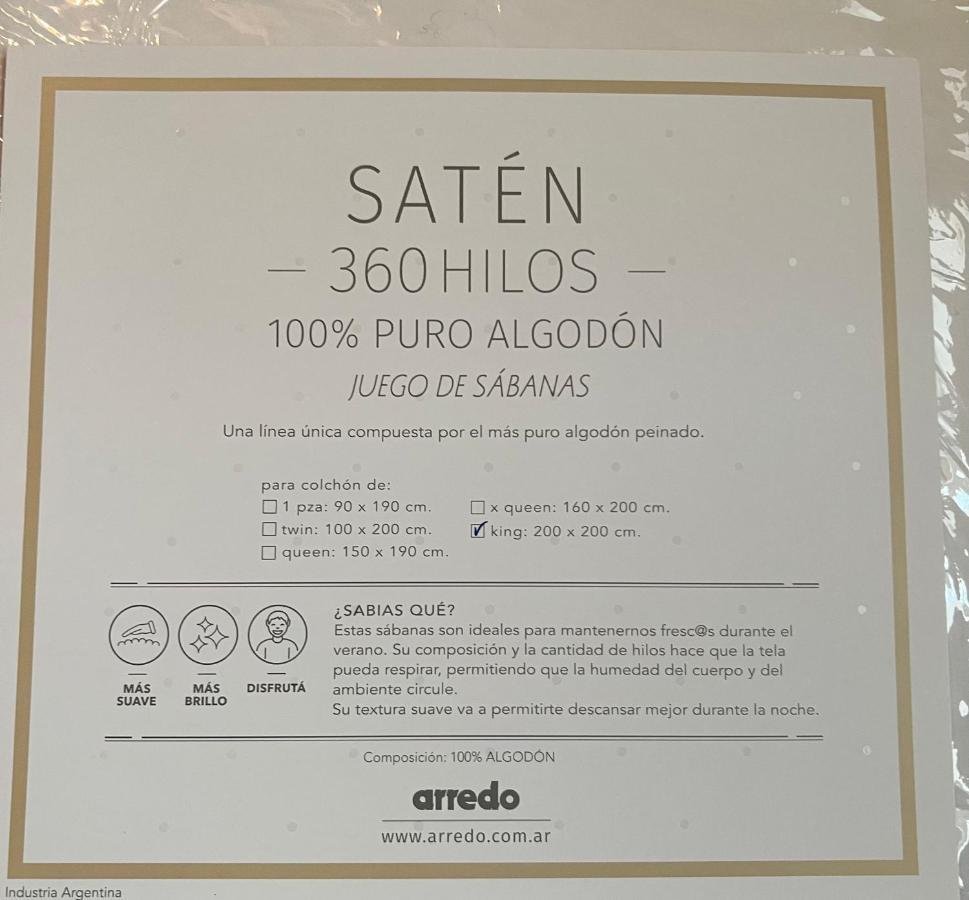 SATÉN
— 360 HILOS —
100% PURO ALGODÓN
JUEGO DE SÁBANAS
Una línea única compuesta por el más puro algodón peinado.
para colchón de:
☐ 1 pza: 90 x 190 cm.
☐ twin: 100 x 200 cm.
☐ queen: 150 x 190 cm.
☐ x queen: 160 x 200 cm.
☑ king: 200 x 200 cm.
MÁS
SUAVE
MÁS
BRILLO
DISFRUTÁ
¿SABIAS QUÉ?
Estas sábanas son ideales para mantenernos fresc@s durante el
verano. Su composición y la cantidad de hilos hace que la tela
pueda respirar, permitiendo que la humedad del cuerpo y del
ambiente circule.
Su textura suave va a permitirte descansar mejor durante la noche.
Composición: 100% ALGODÓN
arredo
www.arredo.com.ar
Industria Argentina